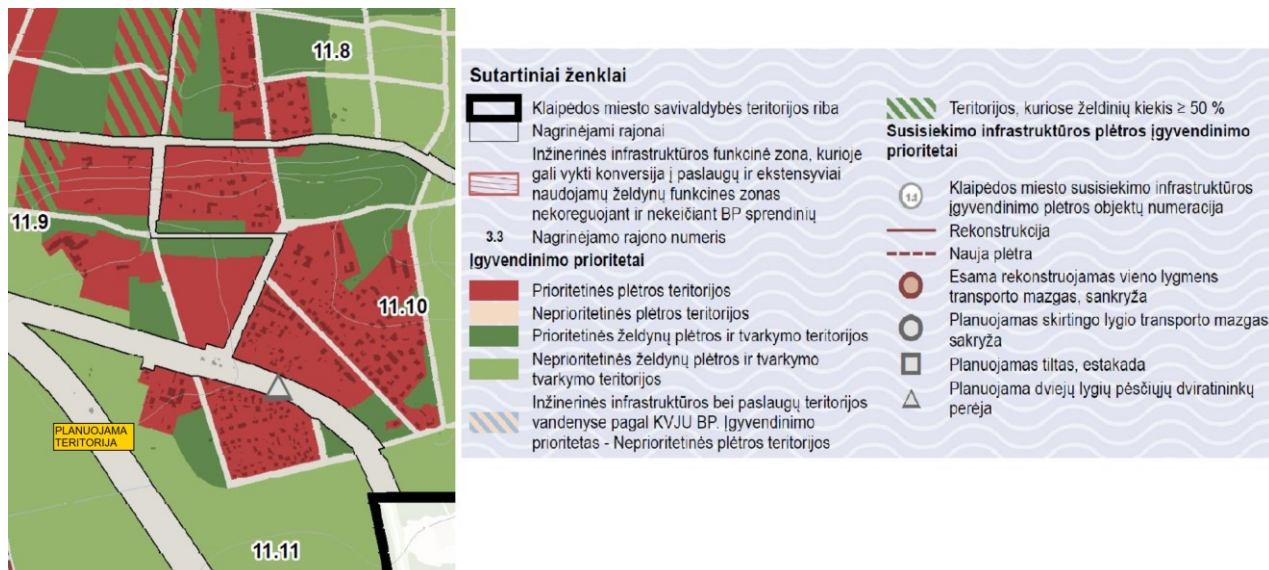 11.8
11.9
11.10
PLANUOJAMA
TERITORIJA
11.11
Sutartiniai ženklai
Klaipėdos miesto savivaldybės teritorijos riba
Nagrinėjami rajonai
Inžinerinės infrastruktūros funkcinė zona, kurioje
gali vykti konversija į paslaugų ir ekstensyviai
naudojamų želdynų funkcines zonas
nekoreguojant ir nekeičiant BP sprendinių
3.3 Nagrinėjamo rajono numeris
Įgyvendinimo prioritetai
Prioritetinės plėtros teritorijos
Neprioritetinės plėtros teritorijos
Prioritetinės želdynų plėtros ir tvarkymo teritorijos
Neprioritetinės želdynų plėtros ir tvarkymo
tvarkymo teritorijos
Inžinerinės infrastruktūros bei paslaugų teritorijos
vandenyse pagal KVJU BP. Įgyvendinimo
prioritetas - Neprioritetinės plėtros teritorijos
Teritorijos, kuriose želdinių kiekis ≥ 50 %
Susisiekimo infrastruktūros plėtros įgyvendinimo
prioritetai
Klaipėdos miesto susisiekimo infrastruktūros
įgyvendinimo plėtros objektų numeracija
Rekonstrukcija
Nauja plėtra
Esama rekonstruojamas vieno lygmens
transporto mazgas, sankryža
Planuojamas skirtingo lygio transporto mazgas
sakryža
Planuojamas tiltas, estakada
Planuojama dviejų lygių pėsčiųjų dviratininkų
perėja